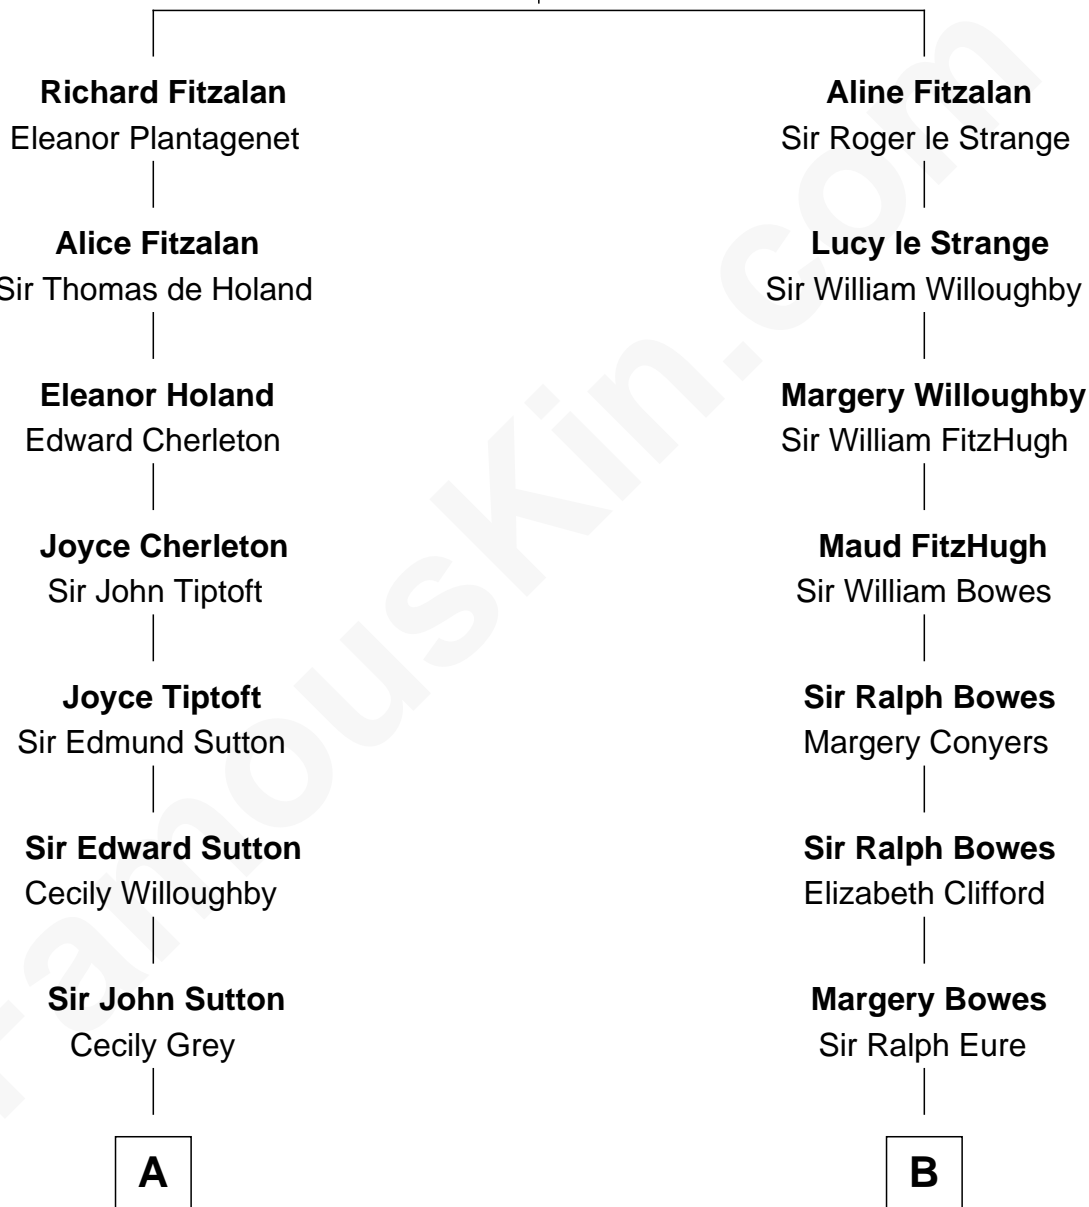 Richard Fitzalan
Eleanor Plantagenet
Alice Fitzalan
Sir Thomas de Holand
Eleanor Holand
Edward Cherleton
Joyce Cherleton
Sir John Tiptoft
Joyce Tiptoft
Sir Edmund Sutton
Sir Edward Sutton
Cecily Willoughby
Sir John Sutton
Cecily Grey
A
Aline Fitzalan
Sir Roger le Strange
Lucy le Strange
Sir William Willoughby
Margery Willoughby
Sir William FitzHugh
Maud FitzHugh
Sir William Bowes
Sir Ralph Bowes
Margery Conyers
Sir Ralph Bowes
Elizabeth Clifford
Margery Bowes
Sir Ralph Eure
B
FamousKin.com